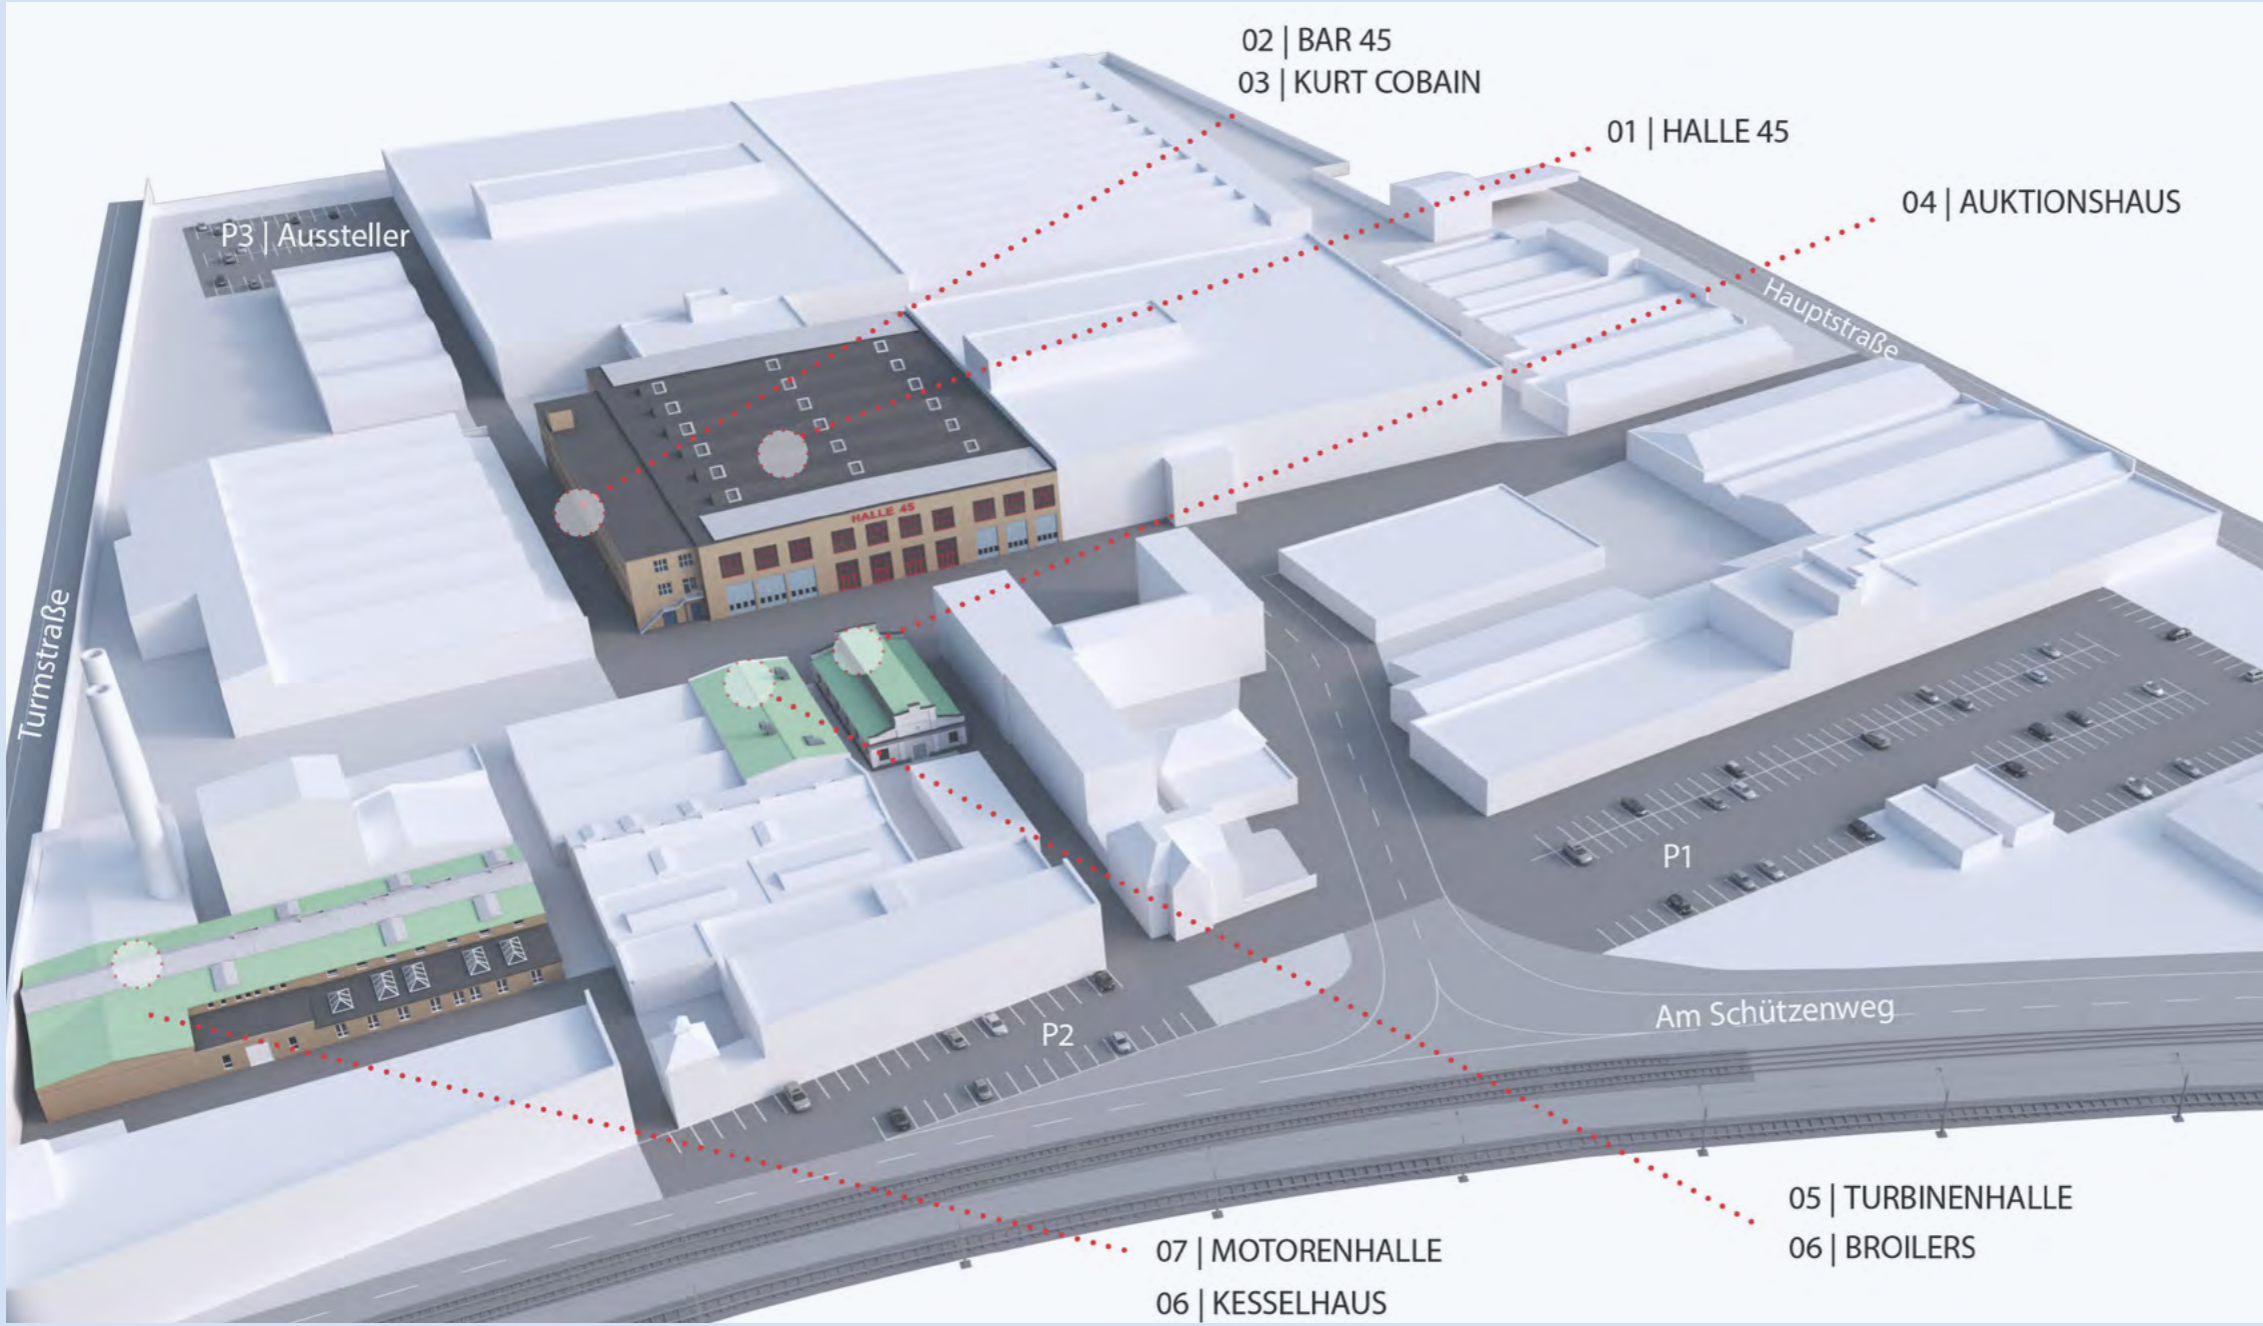 02 | BAR 45
03 | KURT COBAIN
01 | HALLE 45
04 | AUKTIONSHAUS
P3 | Aussteller
Hauptstraße
HALLE 45
Turmstraße
P1
Am Schützenweg
P2
05 | TURBINENHALLE
06 | BROILERS
07 | MOTORENHALLE
06 | KESSELHAUS